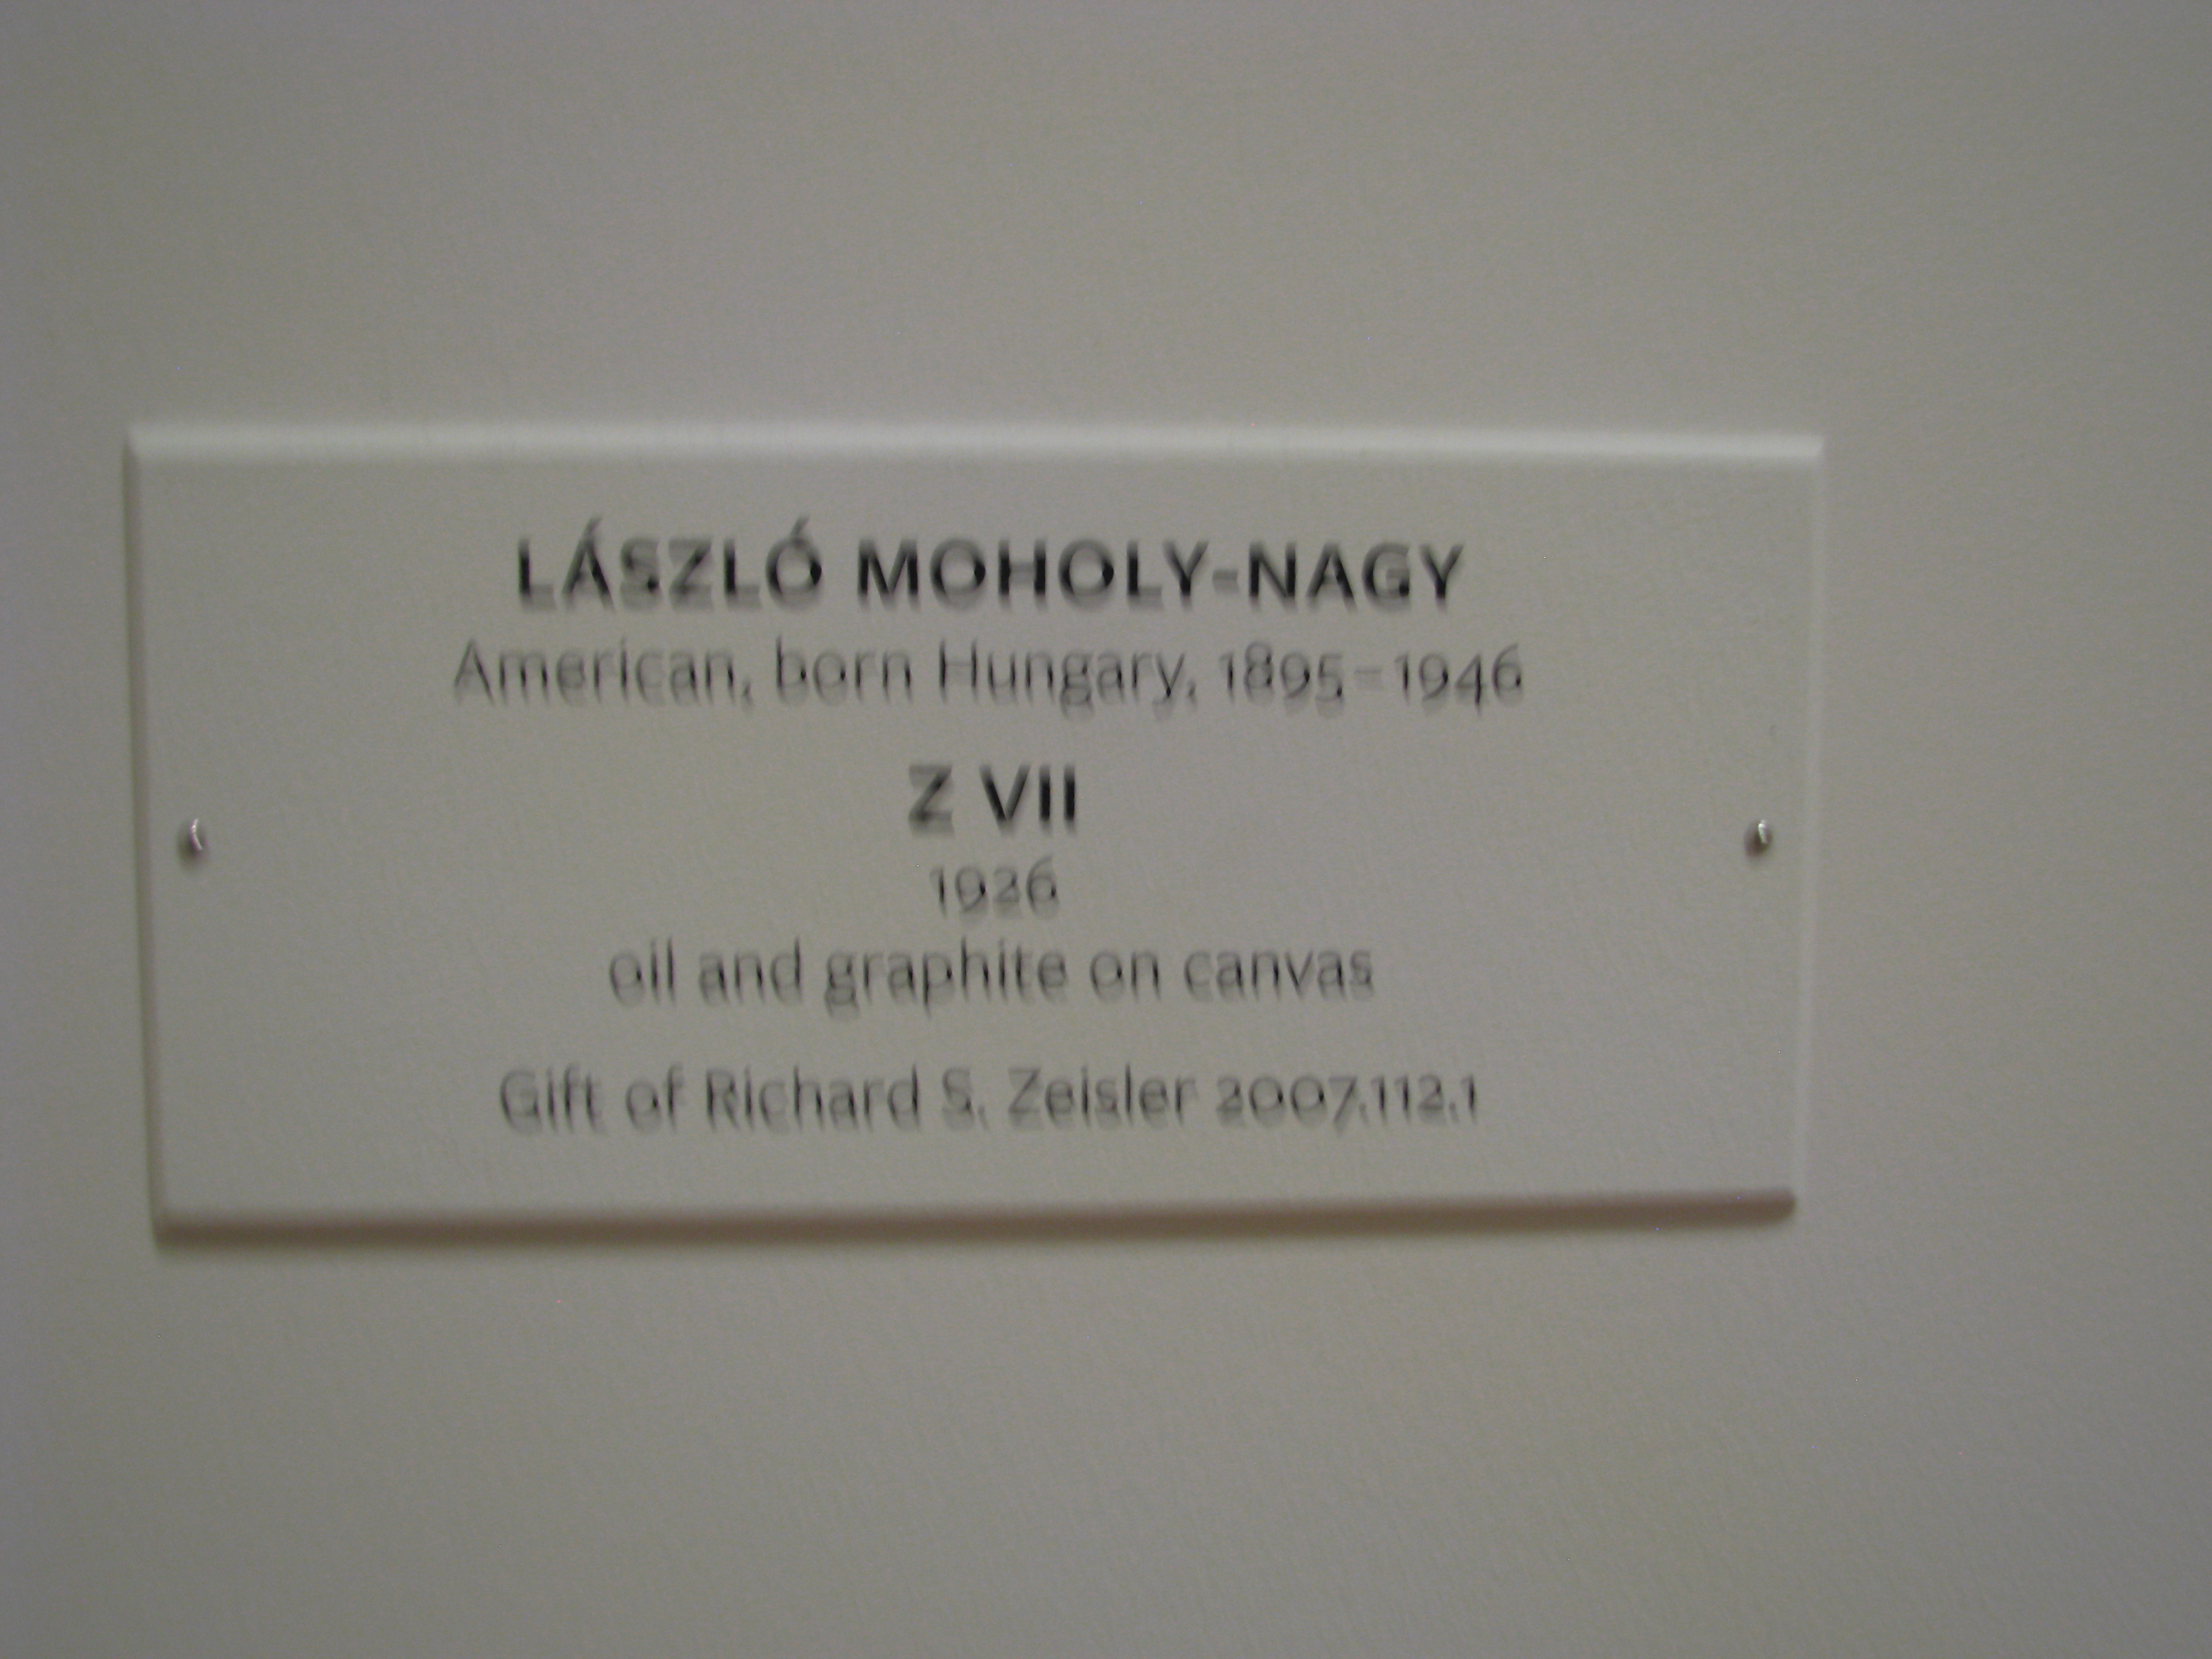 LÁSZLÓ MOHOLY-NAGY
American, born Hungary, 1895–1946
Z VII
1926
oil and graphite on canvas
Gift of Richard S. Zeisler 2007.112.1